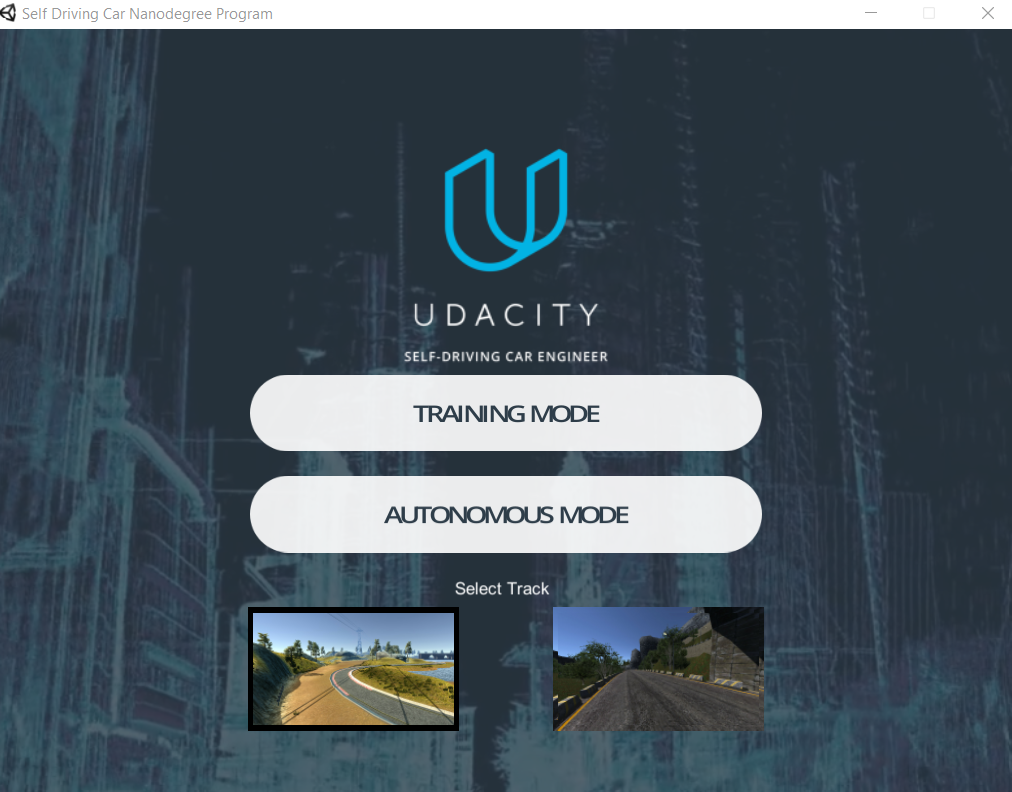 Self Driving Car Nanodegree Program
UDACITY
SELF-DRIVING CAR ENGINEER
TRAINING MODE
AUTONOMOUS MODE
Select Track